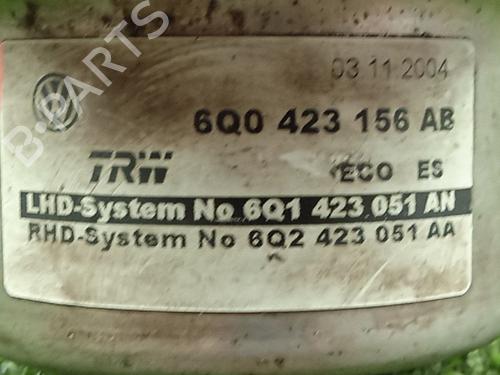 03 11 2004
6Q0 423 156 AB
TRW ECO ES
LHD-System No 6Q1 423 051 AN
RHD-System No 6Q2 423 051 AA
B-PARTS